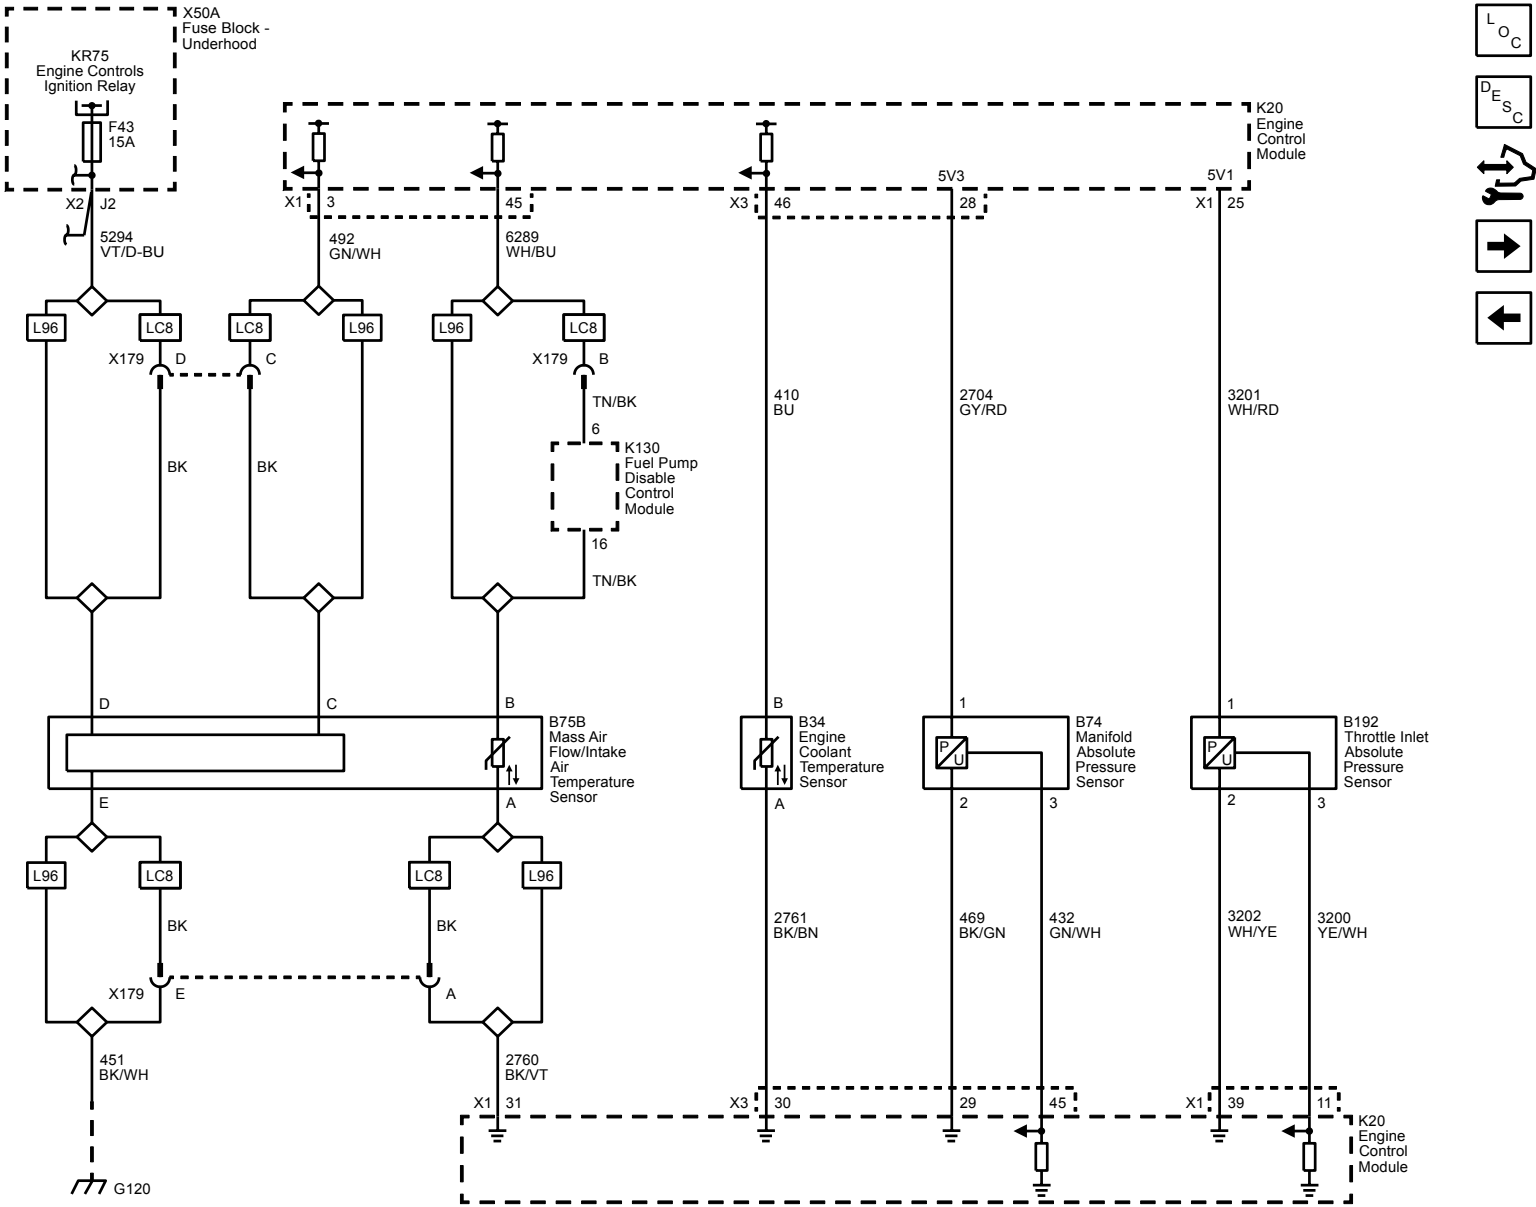 X50A
Fuse Block -
Underhood
KR75
Engine Controls
Ignition Relay
F43
15A
X2 J2
5294
VT/D-BU
L
O
C
D
E
S
C
K20
Engine
Control
Module
5V3
5V1
X1 3
45
X3 46
28
X1 25
492
GN/WH
6289
WH/BU
L96
LC8
LC8
L96
L96
LC8
X179 D
C
X179 B
TN/BK
6
410
BU
2704
GY/RD
3201
WH/RD
BK
BK
K130
Fuel Pump
Disable
Control
Module
16
TN/BK
D
C
B
B
1
1
B75B
Mass Air
Flow/Intake
Air
Temperature
Sensor
B34
Engine
Coolant
Temperature
Sensor
P
U
B74
Manifold
Absolute
Pressure
Sensor
P
U
B192
Throttle Inlet
Absolute
Pressure
Sensor
E
A
A
2
3
2
3
L96
LC8
LC8
L96
BK
BK
2761
BK/BN
469
BK/GN
432
GN/WH
3202
WH/YE
3200
YE/WH
X179 E
A
451
BK/WH
2760
BK/VT
X1 31
X3 30
29
45
X1 39
11
K20
Engine
Control
Module
G120